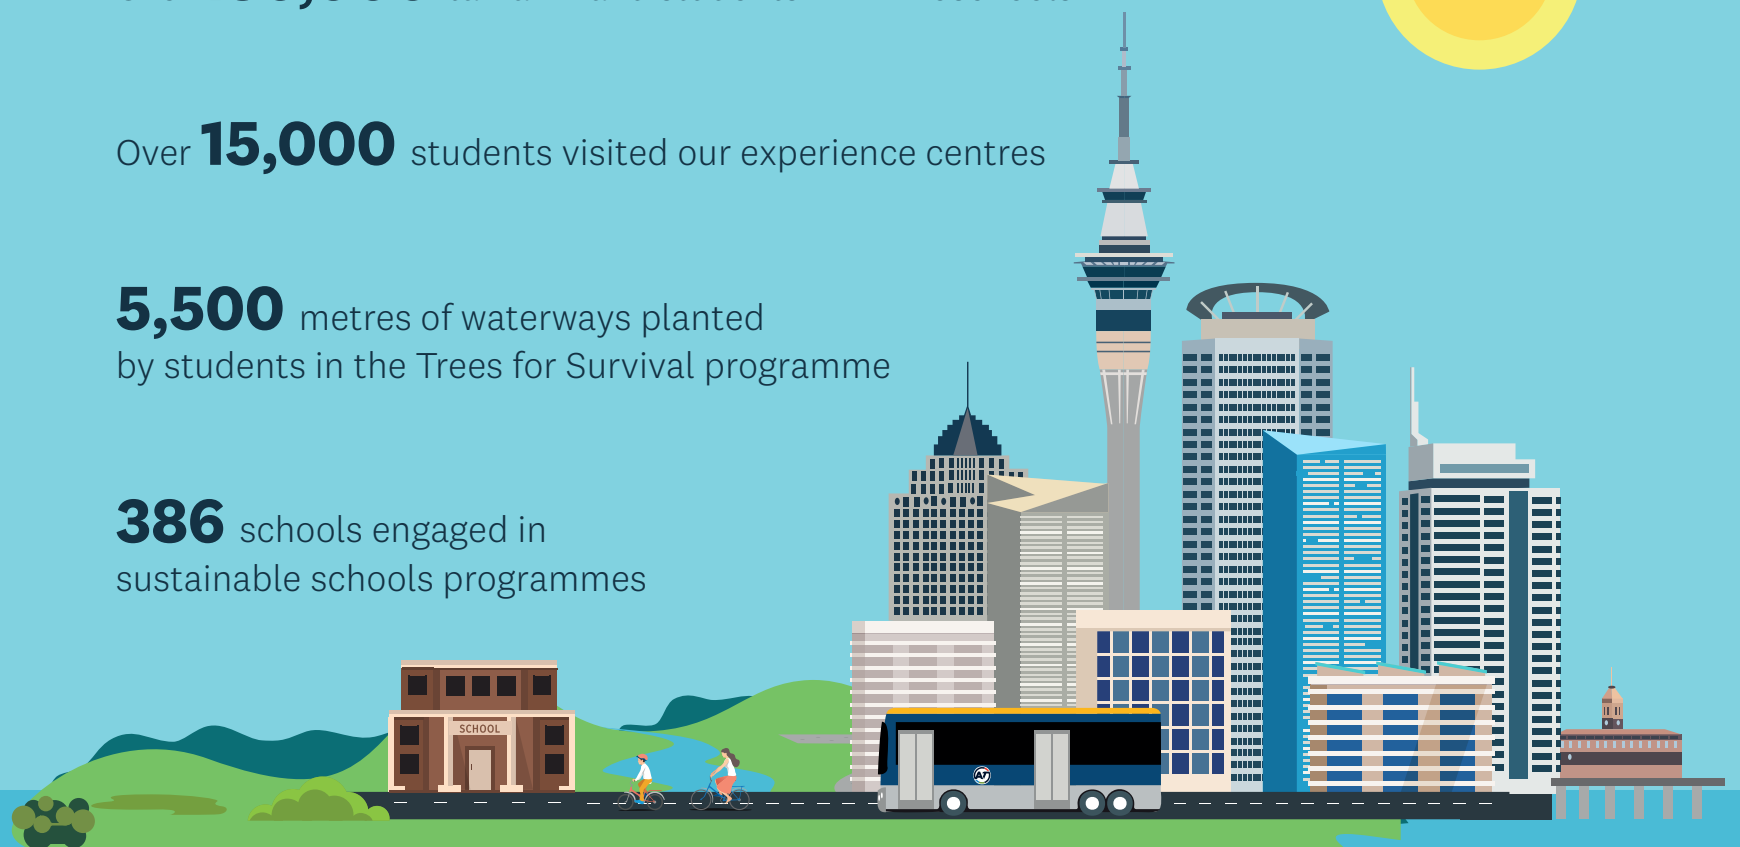 Over 15,000 students visited our experience centres
5,500 metres of waterways planted
by students in the Trees for Survival programme
386 schools engaged in
sustainable schools programmes
SCHOOL
AT